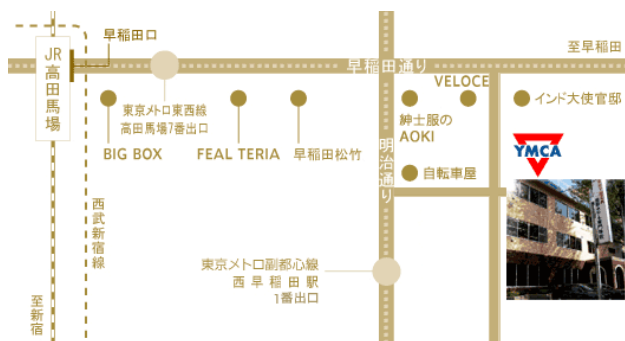 早稲田口
至早稲田
JR
高田馬場
早稲田通り
VELOCE
東京メトロ東西線
高田馬場7番出口
紳士服の
AOKI
インド大使官邸
BIG BOX
FEAL TERIA
早稲田松竹
YMCA
明治通り
自転車屋
西武新宿線
東京メトロ副都心線
西早稲田駅
1番出口
至新宿